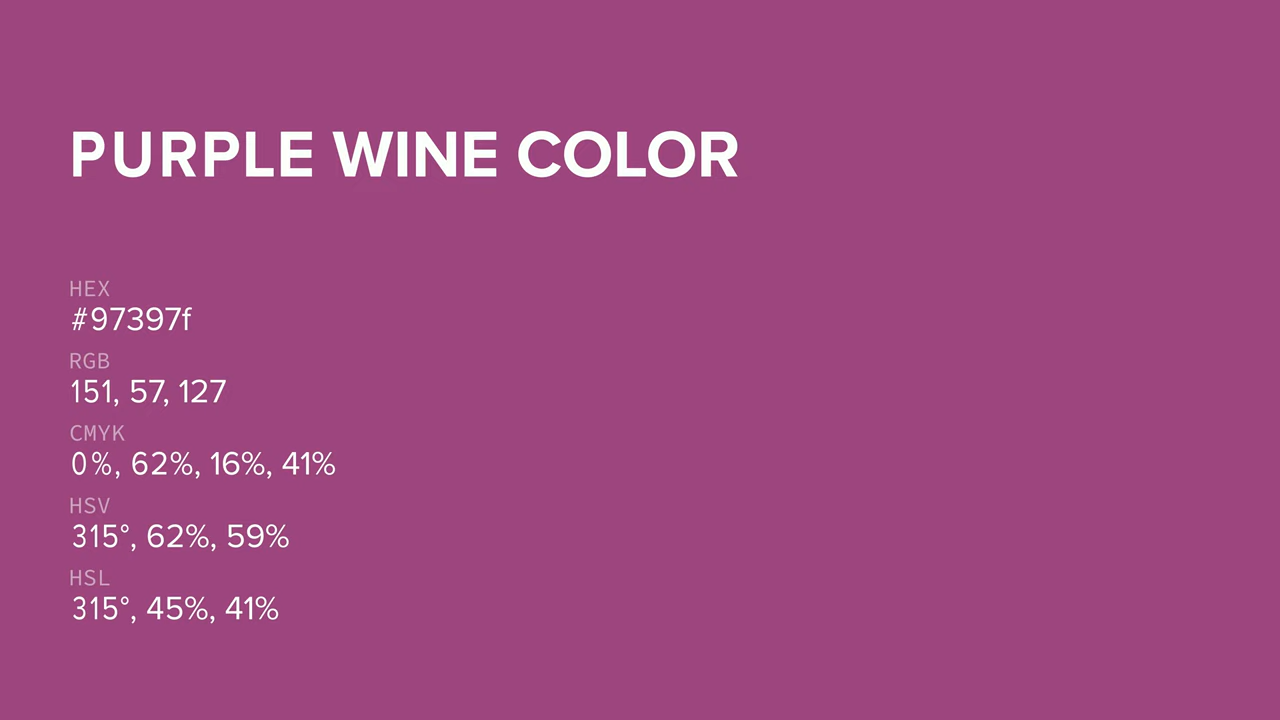 PURPLE WINE COLOR
HEX
#97397f
RGB
151, 57, 127
CMYK
0%, 62%, 16%, 41%
HSV
315°, 62%, 59%
HSL
315°, 45%, 41%